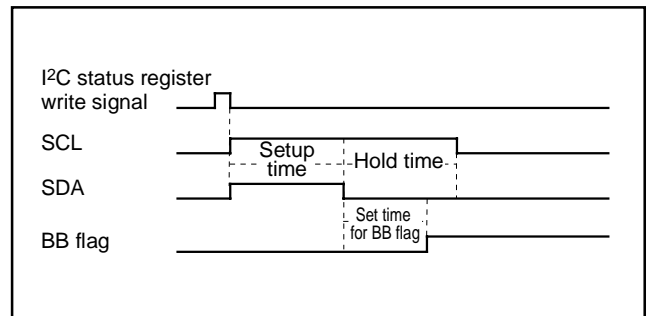 I2C status register
write signal
SCL
Setup
time
Hold time
SDA
Set time
for BB flag
BB flag